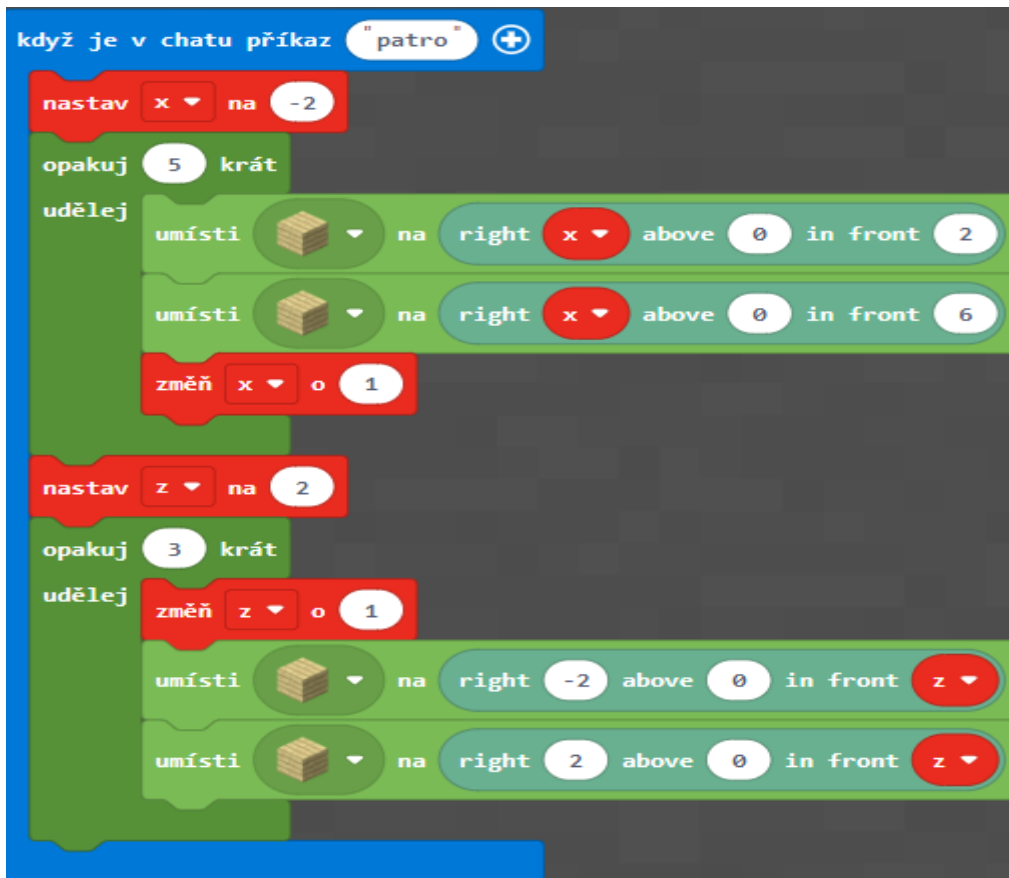 když je v chatu příkaz "patro"
nastav x na -2
opakuj 5 krát
udělej
umísti na right x above 0 in front 2
umísti na right x above 0 in front 6
změň x o 1
nastav z na 2
opakuj 3 krát
udělej
změň z o 1
umísti na right -2 above 0 in front z
umísti na right 2 above 0 in front z